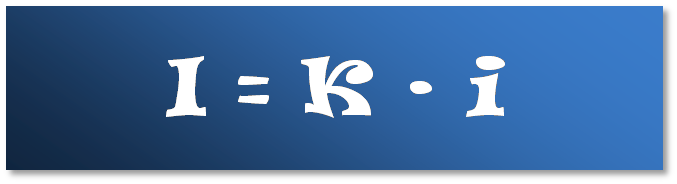 I = K · i